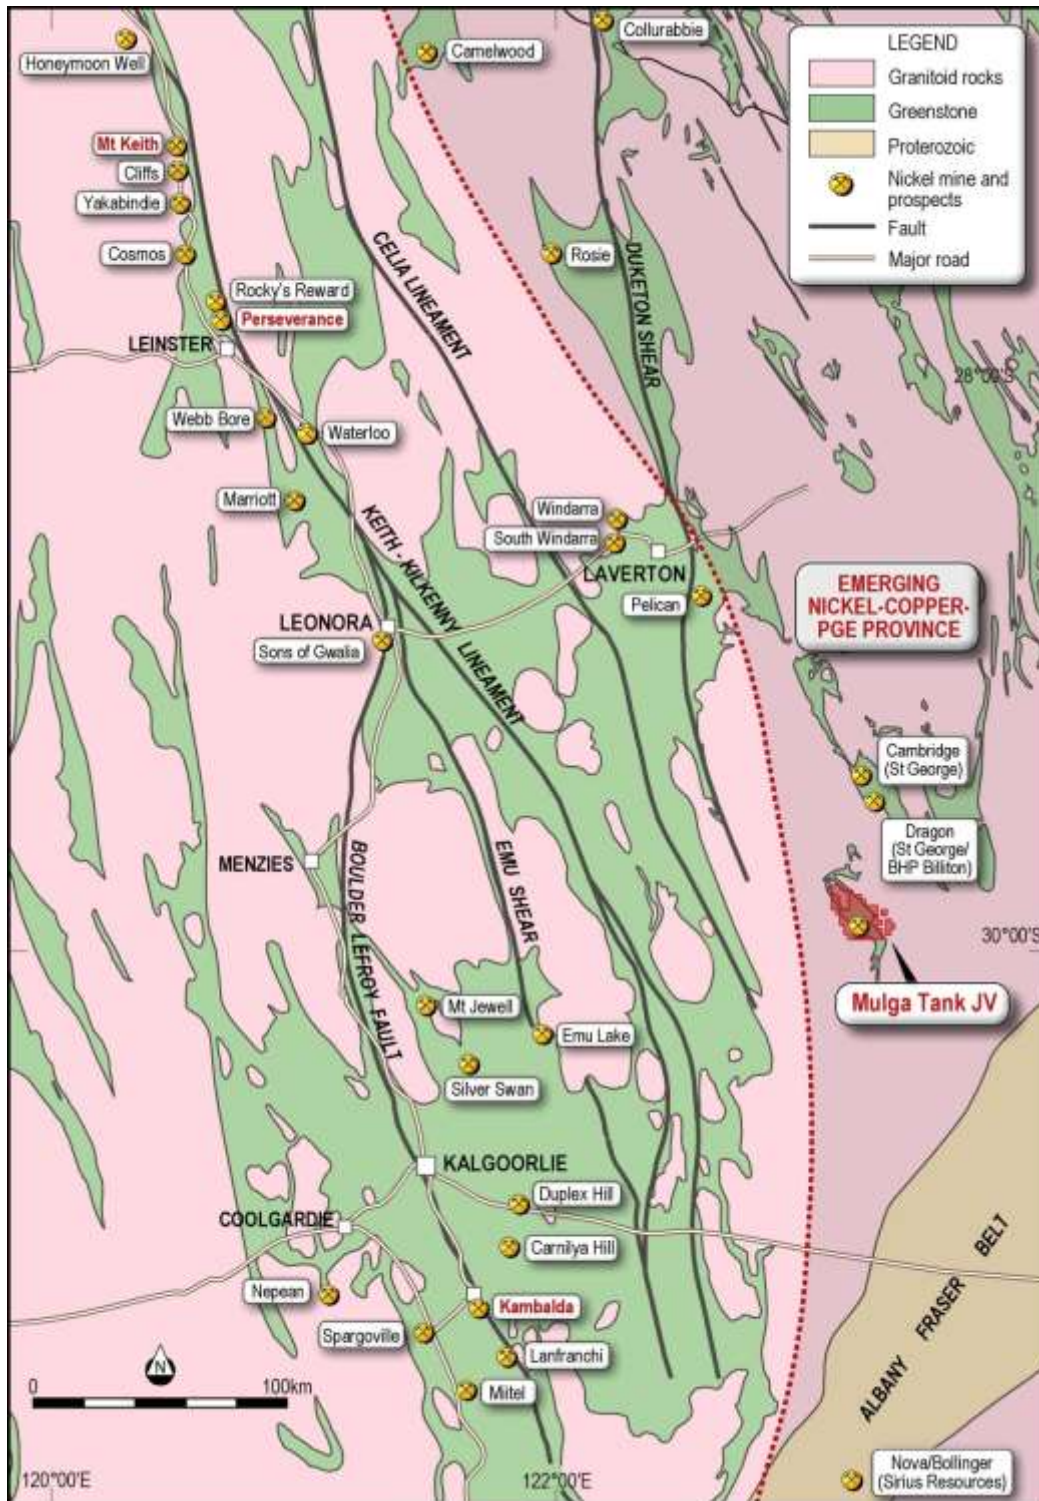 Honeymoon Well
Camelwood
Collurabbie
LEGEND
Granitoid rocks
Greenstone
Proterozoic
Nickel mine and
prospects
Fault
Major road
Mt Keith
Cliffs
Yakabindie
Cosmos
Rocky's Reward
Perseverance
LEINSTER
CELIA LINEAMENT
Rosie
DUKETON SHEAR
28°00'S
Webb Bore
Waterloo
Marriott
KEITH - KILKENNY LINEAMENT
Windarra
South Windarra
LAVERTON
Pelican
EMERGING
NICKEL-COPPER-
PGE PROVINCE
LEONORA
Sons of Gwalia
Cambridge
(St George)
Dragon
(St George/
BHP Billiton)
MENZIES
BOULDER LEFROY FAULT
EMU SHEAR
30°00'S
Mulga Tank JV
Mt Jewell
Emu Lake
Silver Swan
KALGOORLIE
COOLGARDIE
Duplex Hill
Carnilya Hill
Nepean
Kambalda
Spargoville
Lanfranchi
Miitel
ALBANY FRASER BELT
N
0 100km
120°00'E
122°00'E
Nova/Bollinger
(Sirius Resources)